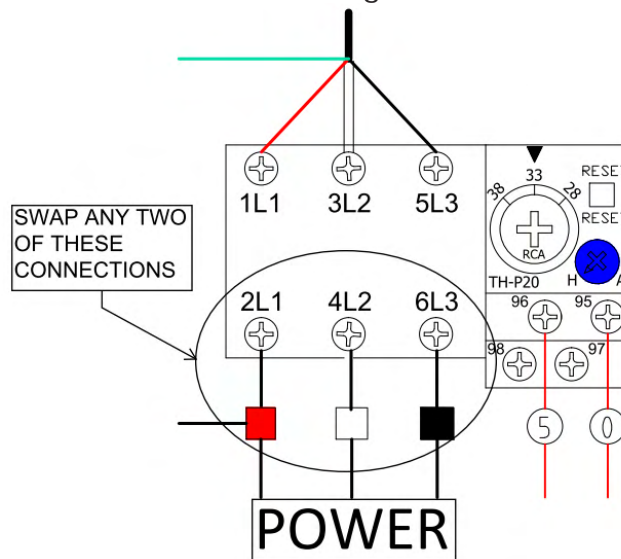 1L1 3L2 5L3
38 33 28
RESE
RESET
RCA
TH-P20 H A
SWAP ANY TWO
OF THESE
CONNECTIONS
2L1 4L2 6L3
96 95
98 97
5 0
POWER